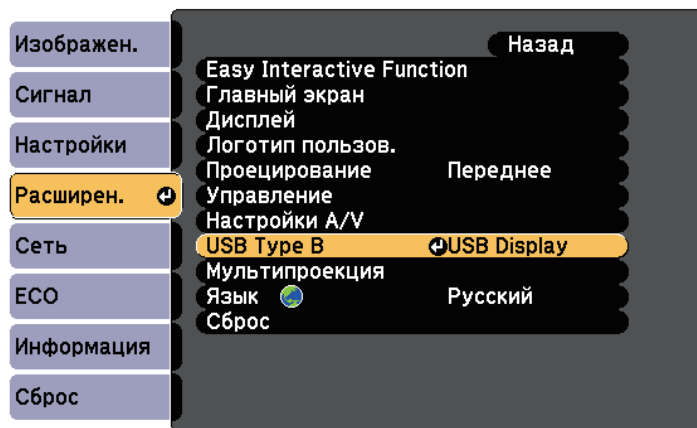 Изображен.
Сигнал
Настройки
Расширен.
Сеть
ECO
Информация
Сброс
Назад
Easy Interactive Function
Главный экран
Дисплей
Логотип пользов.
Проецирование Переднее
Управление
Настройки A/V
USB Type B USB Display
Мультипроекция
Язык Русский
Сброс